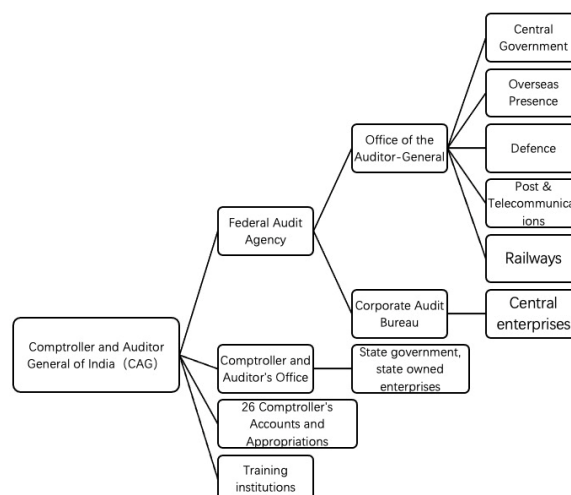 Central
Government
Overseas
Presence
Office of the
Auditor-General
Defence
Post &
Telecommunicat
ions
Federal Audit
Agency
Railways
Corporate Audit
Bureau
Central
enterprises
Comptroller and Auditor
General of India（CAG）
Comptroller and
Auditor's Office
State government,
state owned
enterprises
26 Comptroller's
Accounts and
Appropriations
Training
institutions